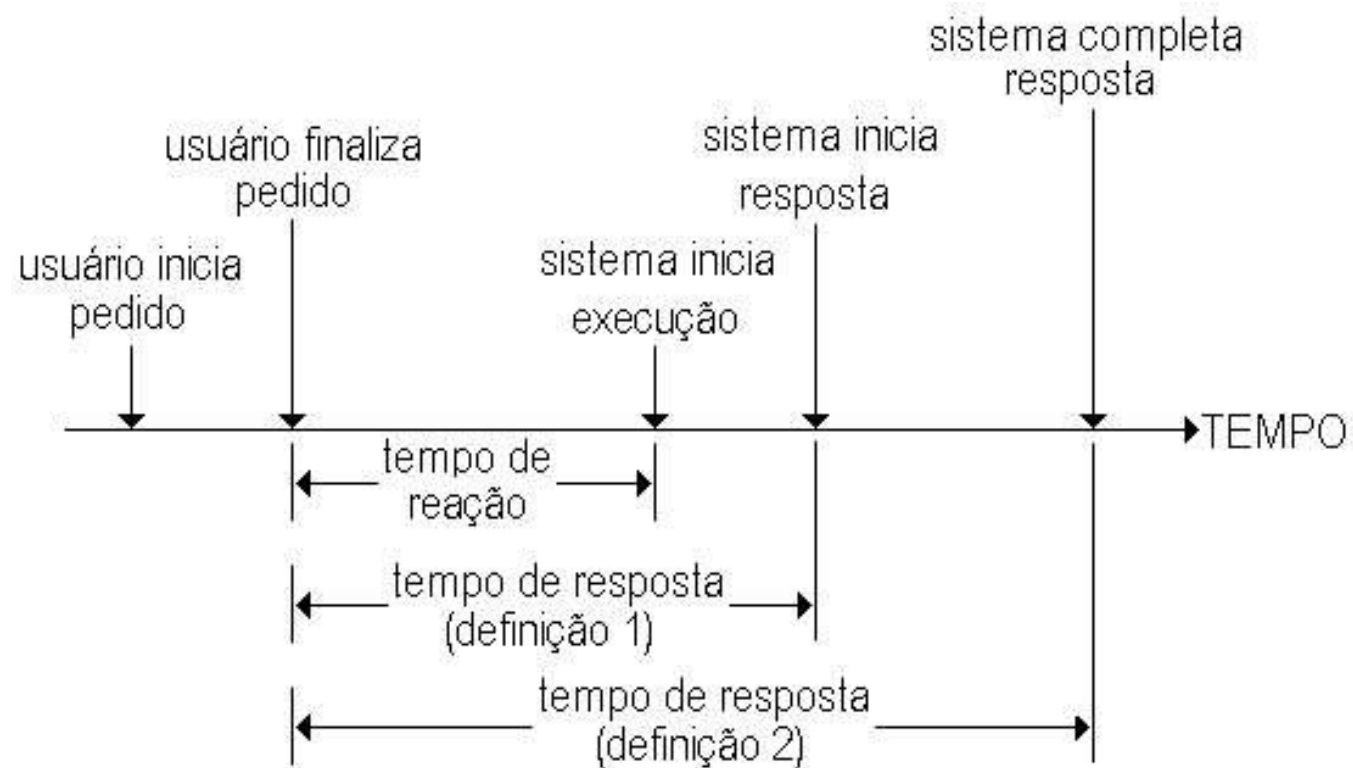 sistema completa
resposta
usuário finaliza
pedido
sistema inicia
resposta
usuário inicia
pedido
sistema inicia
execução
TEMPO
tempo de
reação
tempo de resposta
(definição 1)
tempo de resposta
(definição 2)